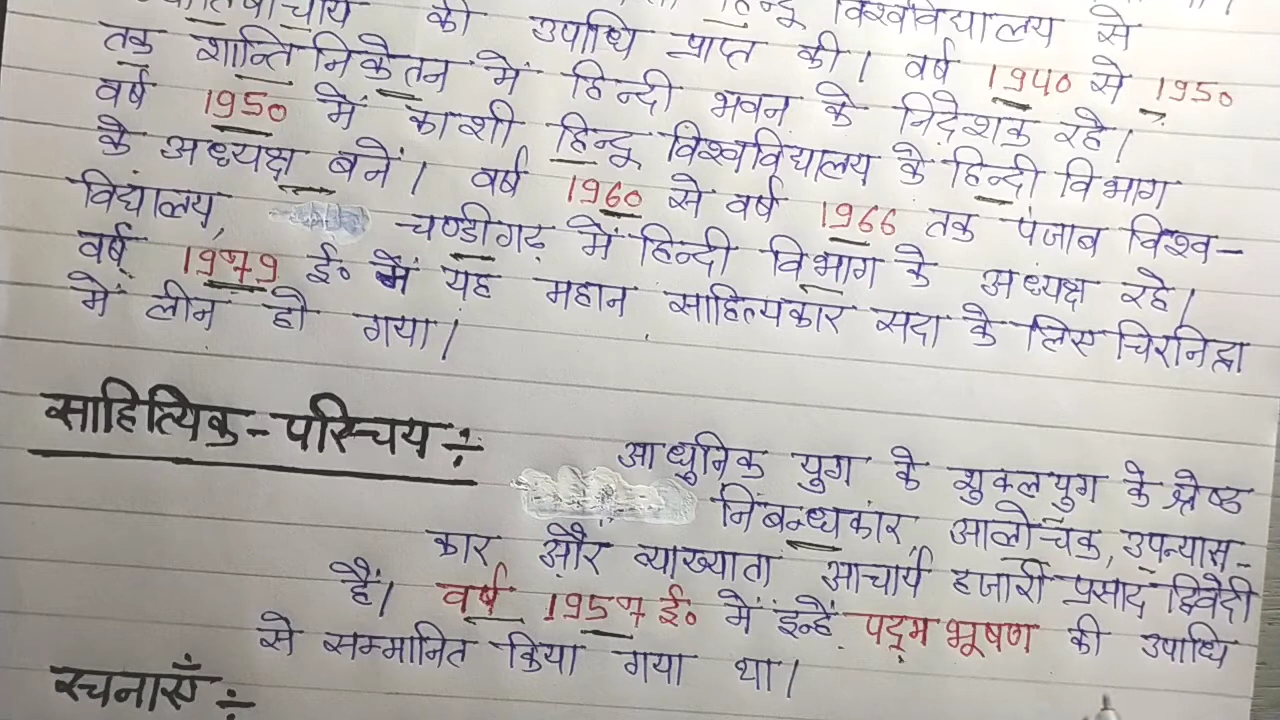 की उपाधि प्राप्त की। वर्ष 1940 से 1950
हिन्दू विश्वविद्यालय से
तक शान्ति निकेतन में हिन्दी भवन के निदेशक रहे।
वर्ष 1950 में काशी हिन्दू विश्वविद्यालय के हिन्दी विभाग
के अध्यक्ष बनें। वर्ष 1960 से वर्ष 1966 तक पंजाब विश्व-
विद्यालय, चण्डीगढ़ में हिन्दी विभाग के अध्यक्ष रहे।
वर्ष 1979 ई० में यह महान साहित्यकार सदा के लिए चिरनिद्रा
में लीन हो गया।
साहित्यिक-परिचय÷
आधुनिक युग के शुक्लयुग के श्रेष्ठ
निबन्धकार, आलोचक, उपन्यास-
कार और व्याख्याता आचार्य हजारी प्रसाद द्विवेदी
हैं। वर्ष 1957 ई० में इन्हें पद्म भूषण की उपाधि
से सम्मानित किया गया था।
रचनाएँ÷